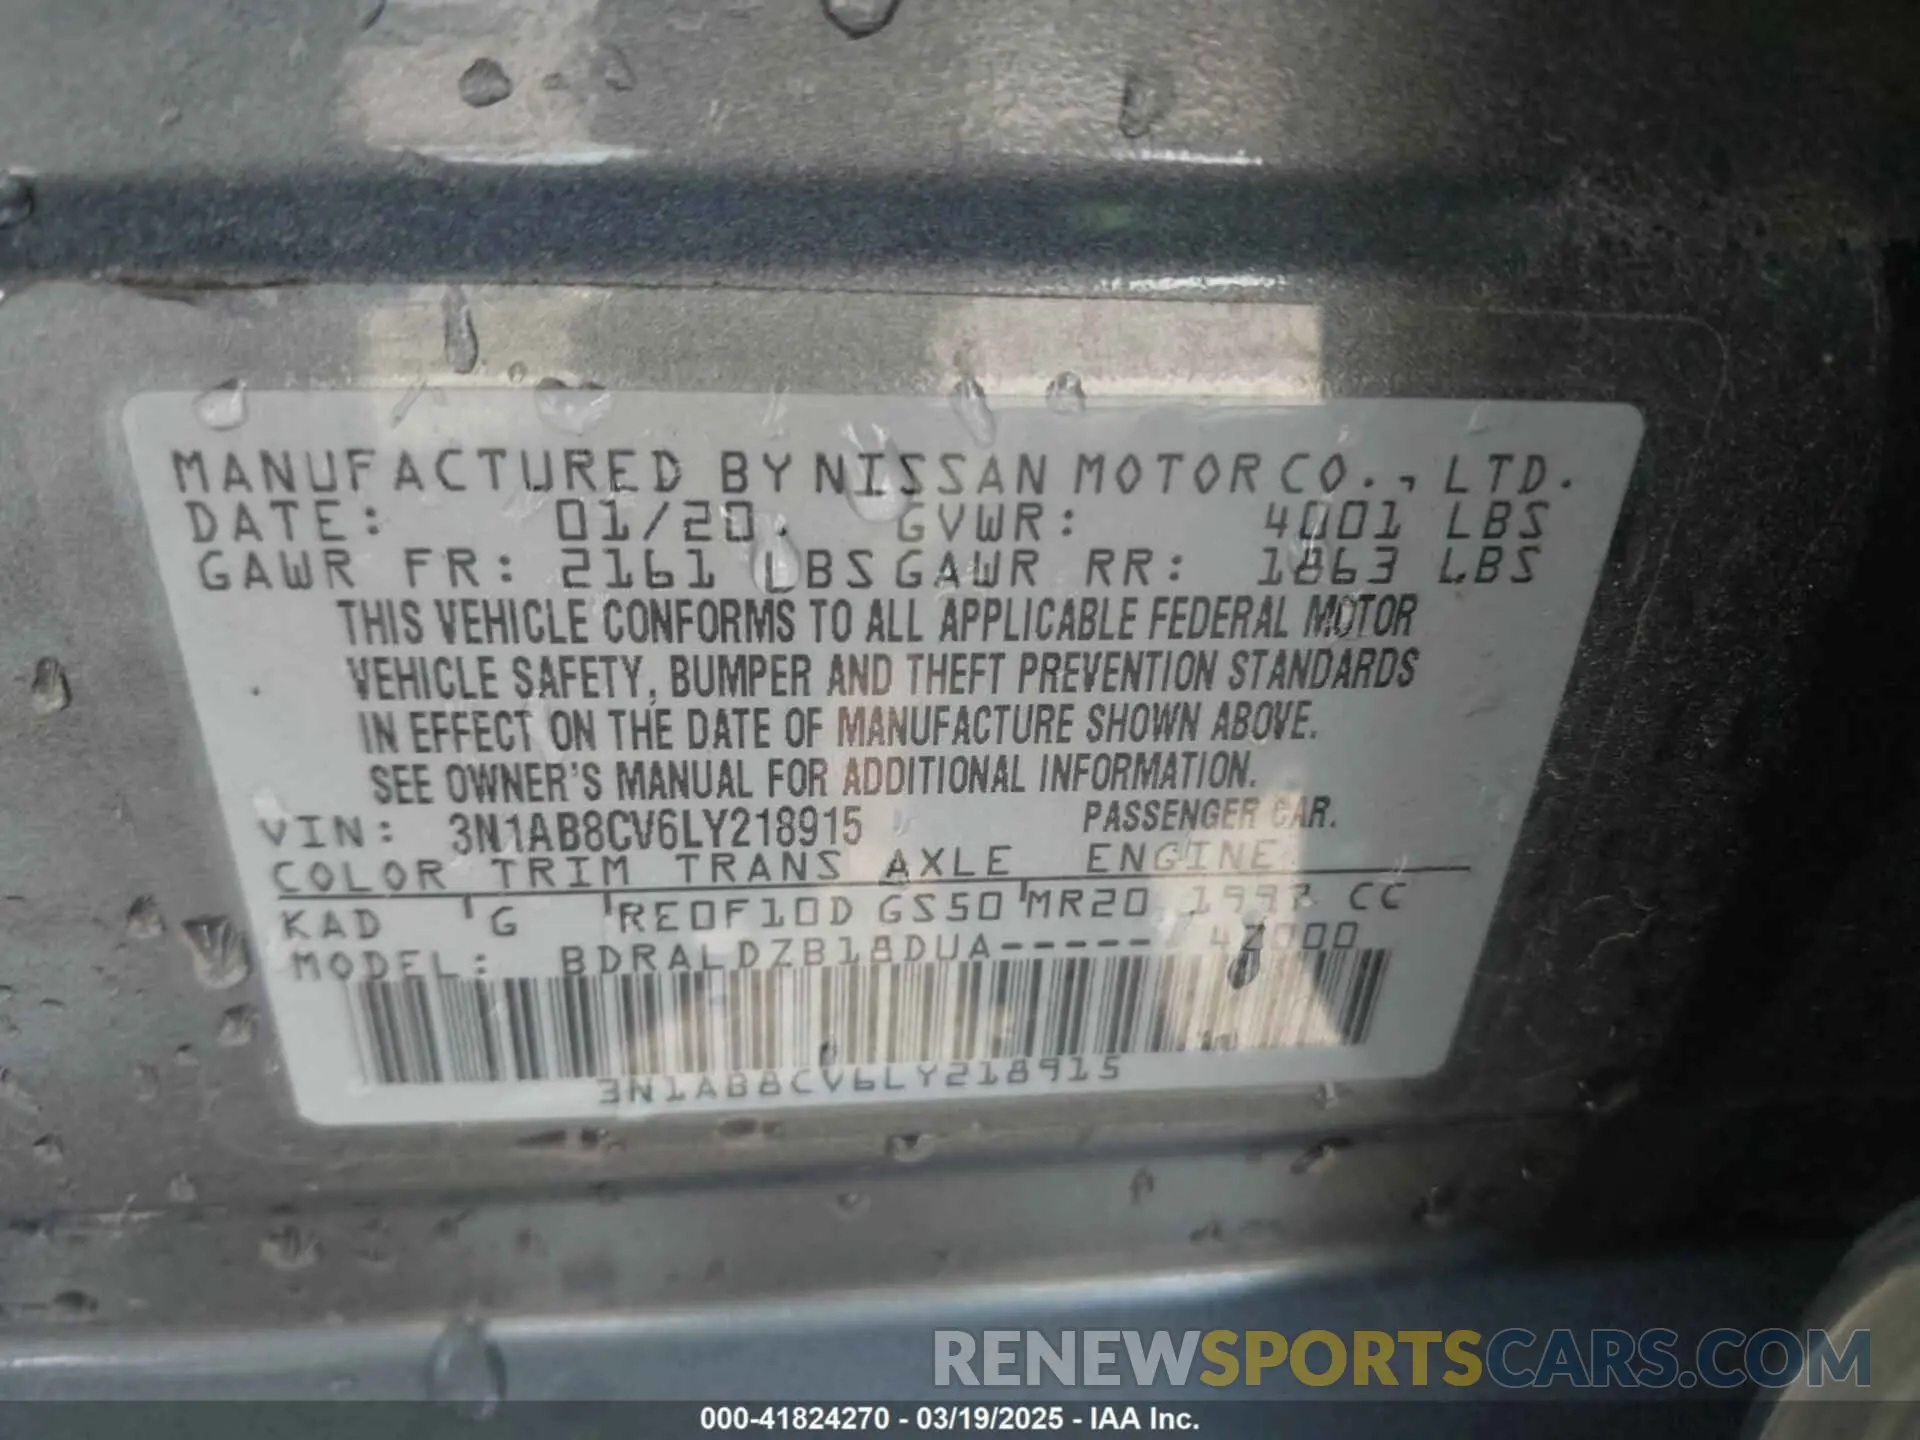 MANUFACTURED BY NISSAN MOTOR CO., LTD.
DATE: 01/20. GVWR: 4001 LBS
GAWR FR: 2161 LBS GAWR RR: 1863 LBS
THIS VEHICLE CONFORMS TO ALL APPLICABLE FEDERAL MOTOR
VEHICLE SAFETY, BUMPER AND THEFT PREVENTION STANDARDS
IN EFFECT ON THE DATE OF MANUFACTURE SHOWN ABOVE.
SEE OWNER'S MANUAL FOR ADDITIONAL INFORMATION.
VIN: 3N1AB8CV6LY218915 PASSENGER CAR.
COLOR TRIM TRANS AXLE ENGINE
KAD G RE0F10D GS50 MR20 1997 CC
MODEL: BDRALDZB18DUA-----
3N1AB8CV6LY218915
RENEWSPORTSCARS.COM
000-41824270 - 03/19/2025 - IAA Inc.